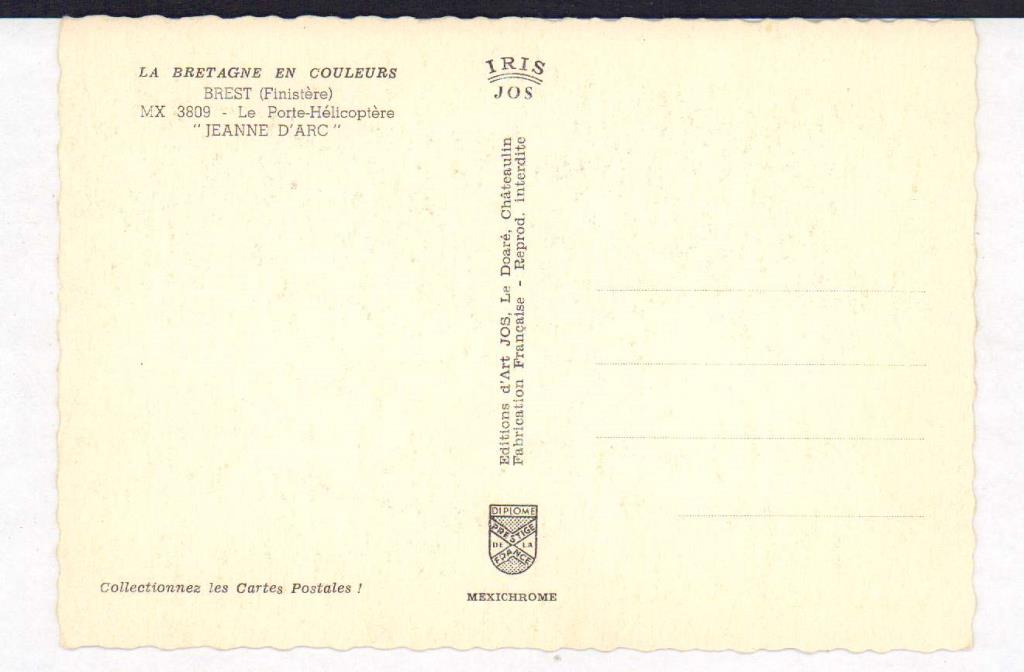 LA BRETAGNE EN COULEURS
BREST (Finistère)
MX 3809 - Le Porte-Hélicoptère
"JEANNE D'ARC"
IRIS
JOS
Editions d'Art JOS, Le Doaré, Châteaulin
Fabrication Française - Reprod. interdite
DIPLOME
PRESTIGE
DE LA
FRANCE
MEXICHROME
Collectionnez les Cartes Postales !